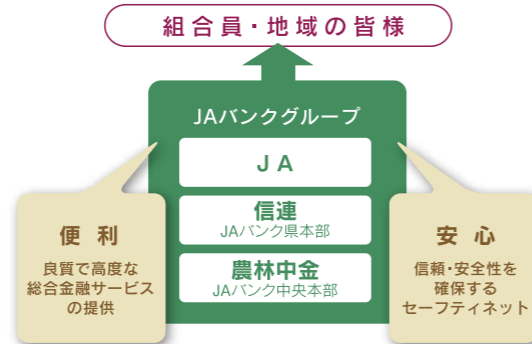 組合員・地域の皆様
JAバンクグループ
JA
信連
JAバンク県本部
農林中金
JAバンク中央本部
便利
良質で高度な
総合金融サービス
の提供
安心
信頼・安全性を
確保する
セーフティネット